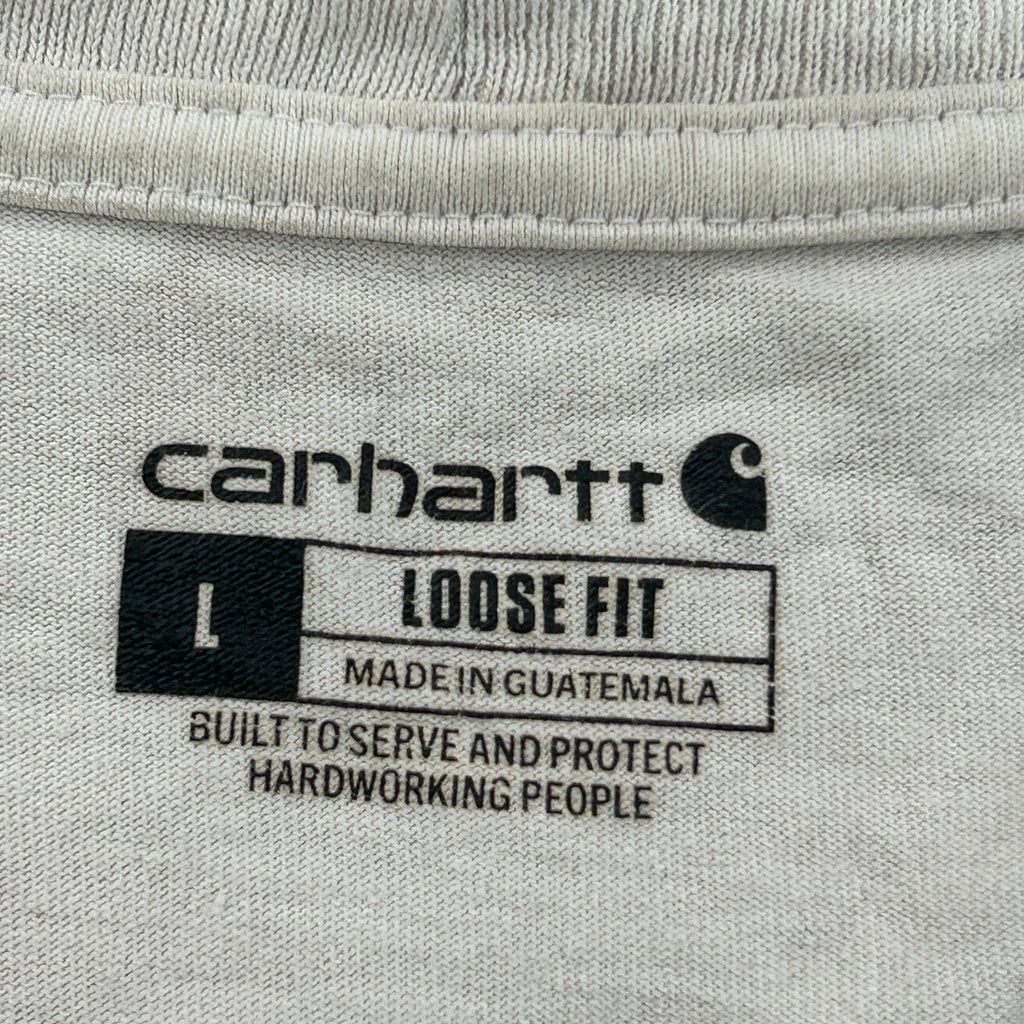 carhartt
L
LOOSE FIT
MADE IN GUATEMALA
BUILT TO SERVE AND PROTECT
HARDWORKING PEOPLE